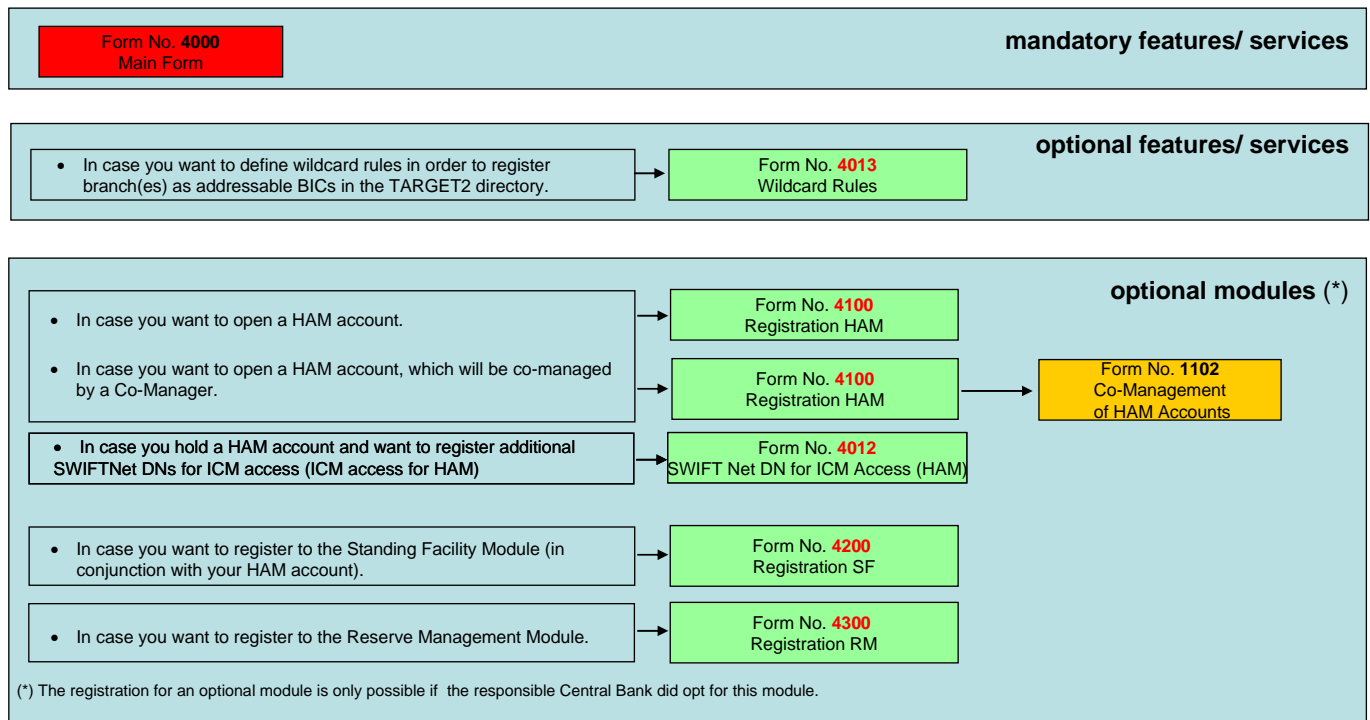 Form No. 4000
Main Form
mandatory features/ services
optional features/ services
• In case you want to define wildcard rules in order to register
branch(es) as addressable BICs in the TARGET2 directory.
Form No. 4013
Wildcard Rules
optional modules (*)
• In case you want to open a HAM account.
Form No. 4100
Registration HAM
• In case you want to open a HAM account, which will be co-managed
by a Co-Manager.
Form No. 4100
Registration HAM
Form No. 1102
Co-Management
of HAM Accounts
• In case you hold a HAM account and want to register additional
SWIFTNet DNs for ICM access (ICM access for HAM)
Form No. 4012
SWIFT Net DN for ICM Access (HAM)
• In case you want to register to the Standing Facility Module (in
conjunction with your HAM account).
Form No. 4200
Registration SF
• In case you want to register to the Reserve Management Module.
Form No. 4300
Registration RM
(*) The registration for an optional module is only possible if the responsible Central Bank did opt for this module.